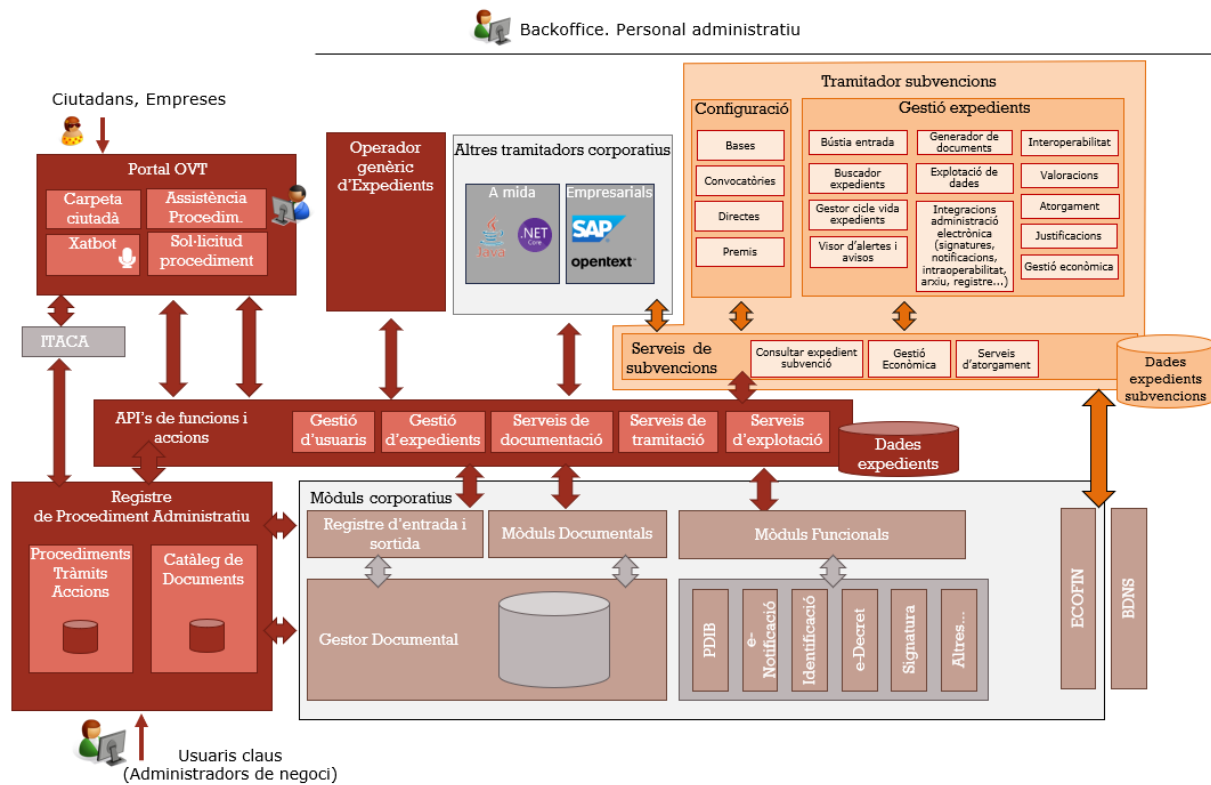 Backoffice. Personal administratiu
Ciutadans, Empreses
Portal OVT
Carpeta
ciutadà
Assistència
Procedim.
Xatbot
Sol·licitud
procediment
ITACA
Operador
genèric
d'Expedients
Altres tramitadors corporatius
A mida
Java
.NET
Core
Empresarials
SAP
opentext™
Tramitador subvencions
Configuració
Bases
Convocatòries
Directes
Premis
Gestió expedients
Bústia entrada
Buscador
expedients
Gestor cicle vida
expedients
Visor d'alertes i
avisos
Generador de
documents
Explotació de
dades
Integracions
administració
electrònica
(signatures,
notificacions,
intraoperabilitat,
arxiu, registre...)
Interoperabilitat
Valoracions
Atorgament
Justificacions
Gestió econòmica
Serveis de
subvencions
Consultar expedient
subvenció
Gestió
Econòmica
Serveis
d'atorgament
Dades
expedients
subvencions
API's de funcions i
accions
Gestió
d'usuaris
Gestió
d'expedients
Serveis de
documentació
Serveis de
tramitació
Serveis
d'explotació
Dades
expedients
Registre
de Procediment Administratiu
Procediments
Tràmits
Accions
Catàleg de
Documents
Mòduls corporatius
Registre d'entrada i
sortida
Mòduls Documentals
Mòduls Funcionals
Gestor Documental
PDIB
e-
Notificació
Identificació
e-Decret
Signatura
Altres...
ECOFIN
BDNS
Usuaris claus
(Administradors de negoci)